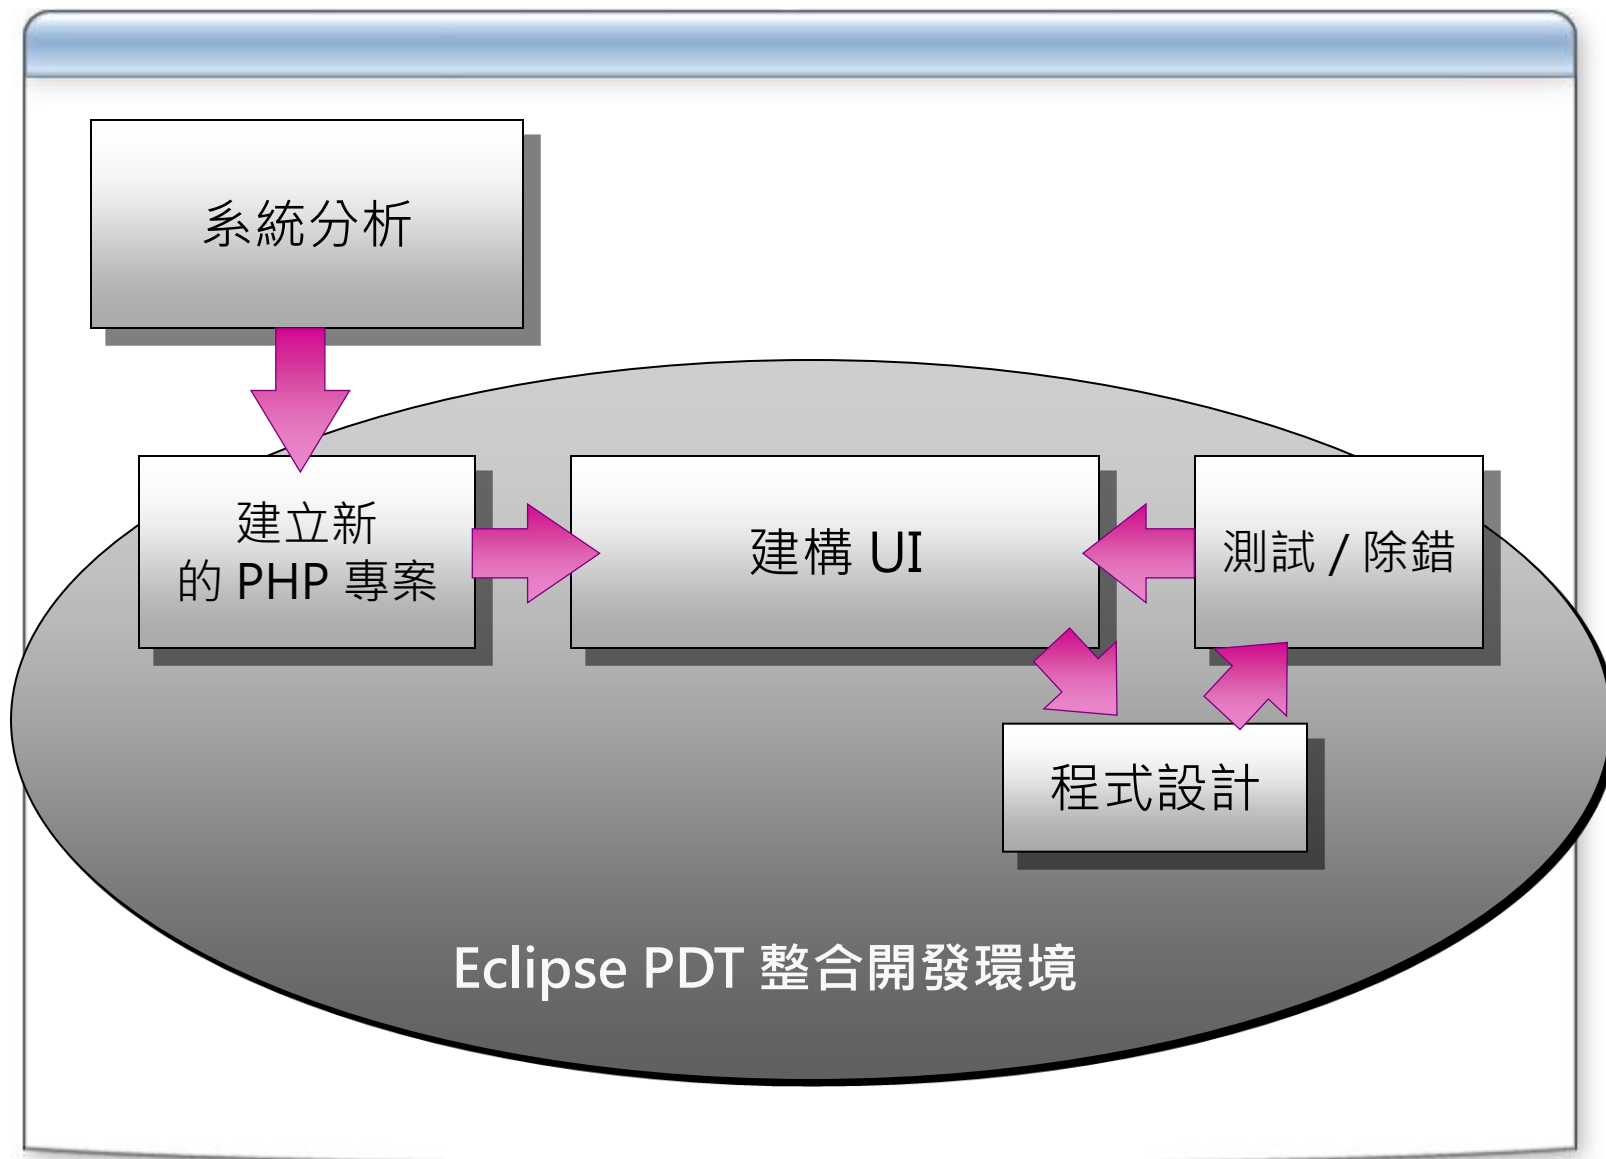 系統分析
建立新
的 PHP 專案
建構 UI
測試 / 除錯
程式設計
Eclipse PDT 整合開發環境